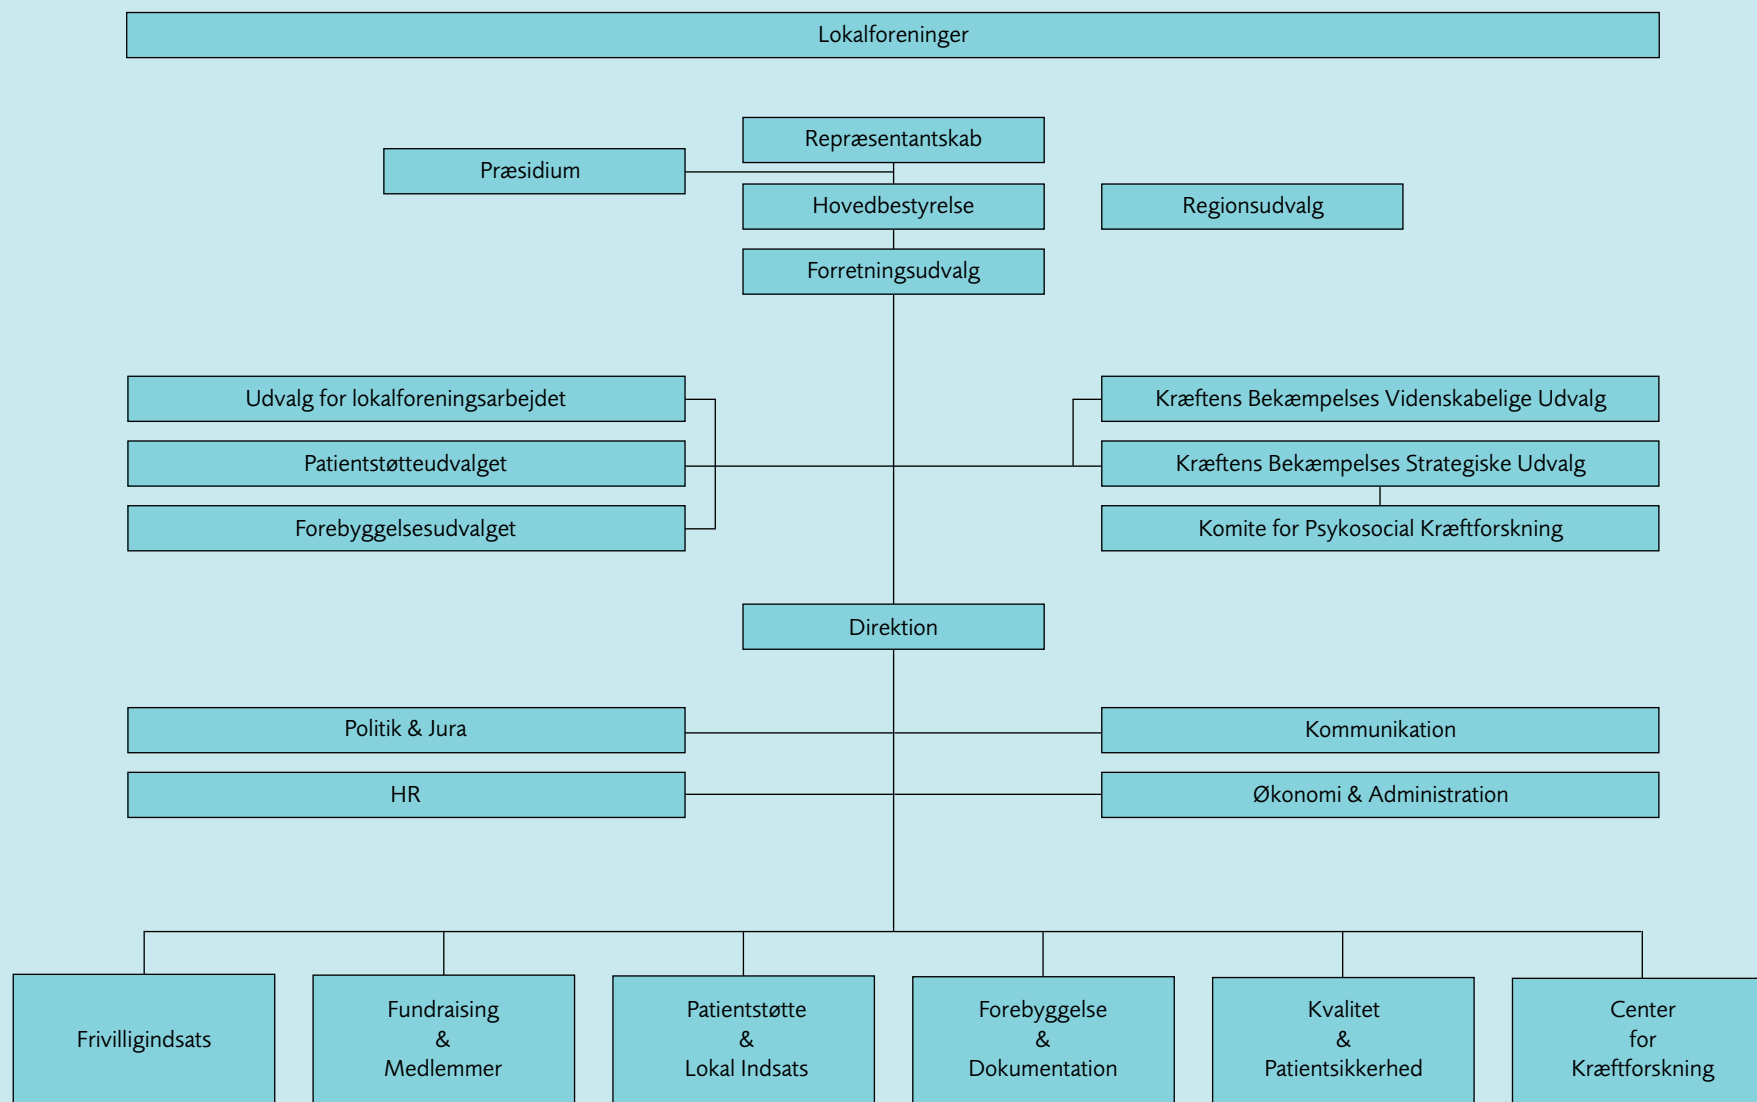 Lokalforeninger
Repræsentantskab
Præsidium
Hovedbestyrelse
Regionsudvalg
Forretningsudvalg
Udvalg for lokalforeningsarbejdet
Kræftens Bekæmpelses Videnskabelige Udvalg
Patientstøtteudvalget
Kræftens Bekæmpelses Strategiske Udvalg
Forebyggelsesudvalget
Komite for Psykosocial Kræftforskning
Direktion
Politik & Jura
Kommunikation
HR
Økonomi & Administration
Frivilligindsats
Fundraising
&
Medlemmer
Patientstøtte
&
Lokal Indsats
Forebyggelse
&
Dokumentation
Kvalitet
&
Patientsikkerhed
Center
for
Kræftforskning